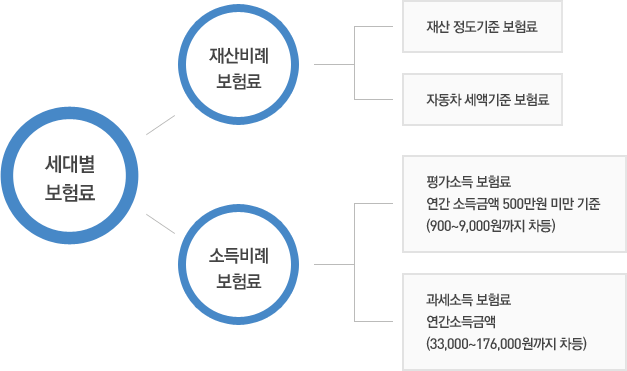 세대별
보험료
재산비례
보험료
재산 정도기준 보험료
자동차 세액기준 보험료
소득비례
보험료
평가소득 보험료
연간 소득금액 500만원 미만 기준
(900~9,000원까지 차등)
과세소득 보험료
연간소득금액
(33,000~176,000원까지 차등)